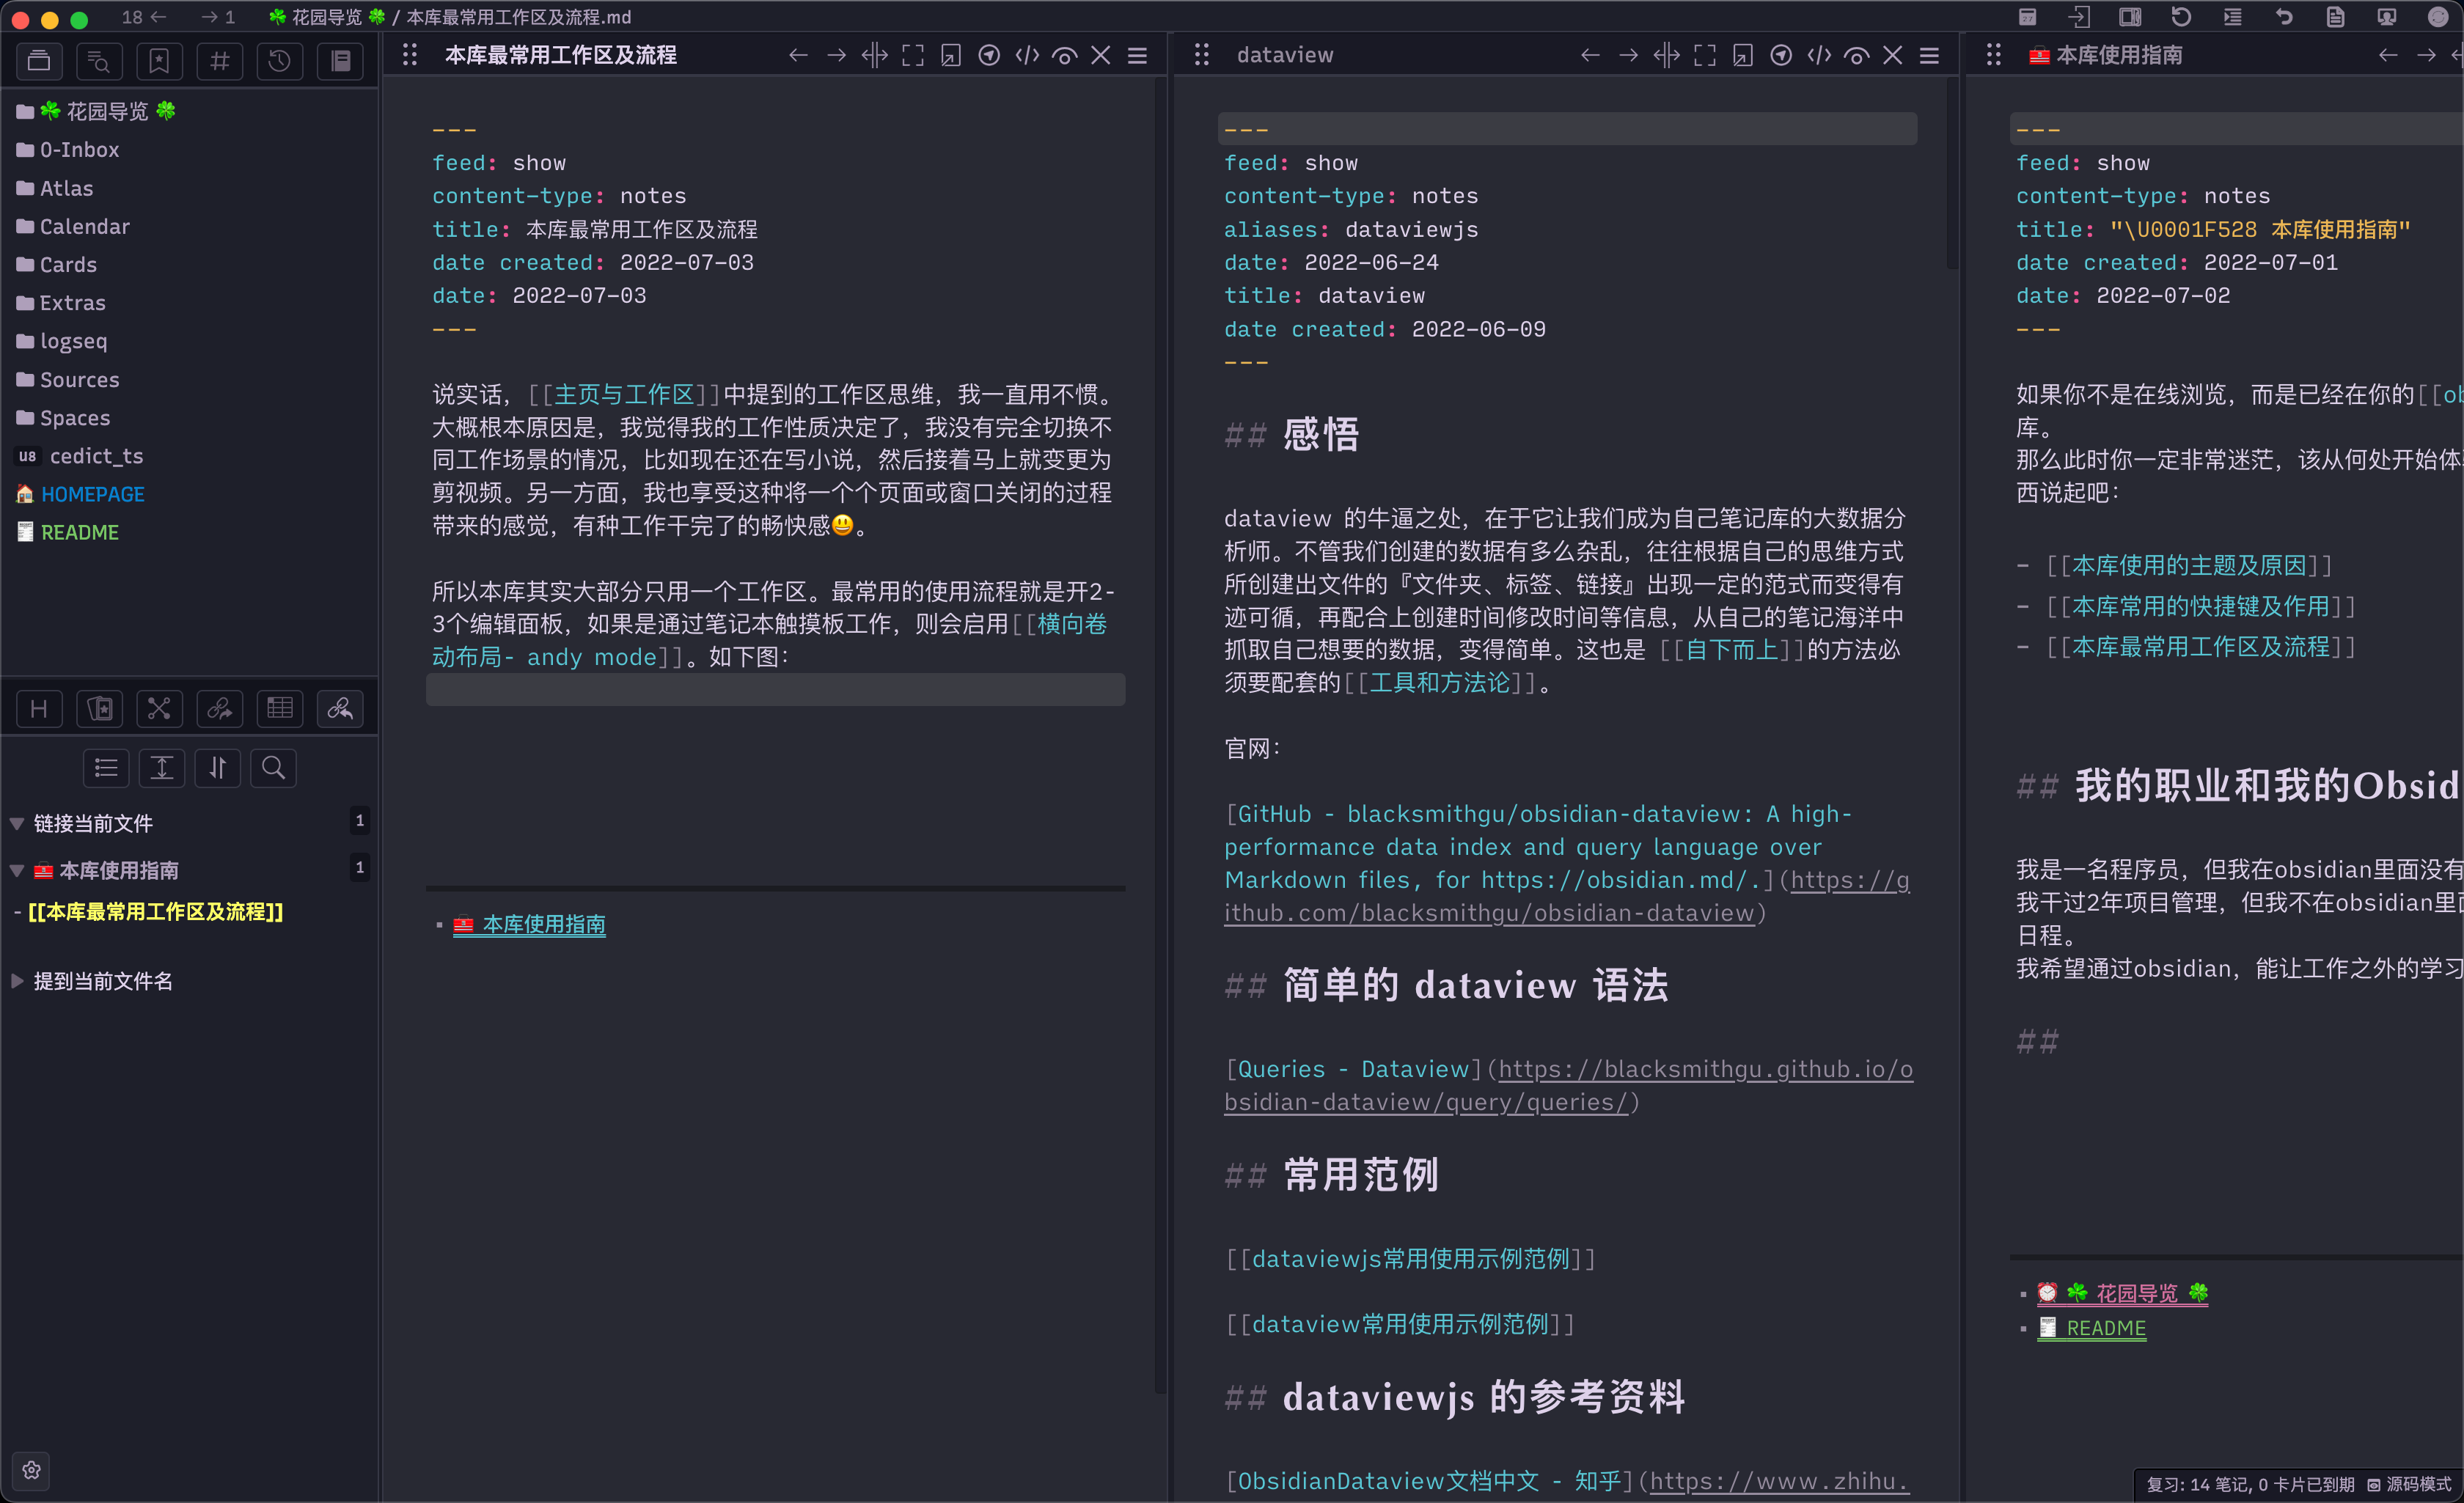 18 ← → 1 ☘️ 花园导览 🍀 / 本库最常用工作区及流程.md
☘️ 花园导览 🍀
0-Inbox
Atlas
Calendar
Cards
Extras
logseq
Sources
Spaces
U8 cedict_ts
🏠 HOMEPAGE
README
链接当前文件 1
🧰 本库使用指南 1
- [[本库最常用工作区及流程]]
提到当前文件名
本库最常用工作区及流程
---
feed: show
content-type: notes
title: 本库最常用工作区及流程
date created: 2022-07-03
date: 2022-07-03
---
说实话，[[主页与工作区]]中提到的工作区思维，我一直用不惯。
大概根本原因是，我觉得我的工作性质决定了，我没有完全切换不
同工作场景的情况，比如现在还在写小说，然后接着马上就变更为
剪视频。另一方面，我也享受这种将一个个页面或窗口关闭的过程
带来的感觉，有种工作干完了的畅快感😃。
所以本库其实大部分只用一个工作区。最常用的使用流程就是开2-
3个编辑面板，如果是通过笔记本触摸板工作，则会启用[[横向卷
动布局- andy mode]]。如下图：
🧰 本库使用指南
dataview
---
feed: show
content-type: notes
aliases: dataviewjs
date: 2022-06-24
title: dataview
date created: 2022-06-09
---
## 感悟
dataview 的牛逼之处，在于它让我们成为自己笔记库的大数据分
析师。不管我们创建的数据有多么杂乱，往往根据自己的思维方式
所创建出文件的『文件夹、标签、链接』出现一定的范式而变得有
迹可循，再配合上创建时间修改时间等信息，从自己的笔记海洋中
抓取自己想要的数据，变得简单。这也是 [[自下而上]]的方法必
须要配套的[[工具和方法论]]。
官网：
[GitHub - blacksmithgu/obsidian-dataview: A high-
performance data index and query language over
Markdown files, for https://obsidian.md/.](https://g
ithub.com/blacksmithgu/obsidian-dataview)
## 简单的 dataview 语法
[Queries - Dataview](https://blacksmithgu.github.io/o
bsidian-dataview/query/queries/)
## 常用范例
[[dataviewjs常用使用示例范例]]
[[dataview常用使用示例范例]]
## dataviewjs 的参考资料
[ObsidianDataview文档中文 - 知乎](https://www.zhihu.
🧰 本库使用指南
---
feed: show
content-type: notes
title: "\U0001F528 本库使用指南"
date created: 2022-07-01
date: 2022-07-02
---
如果你不是在线浏览，而是已经在你的[[ob
库。
那么此时你一定非常迷茫，该从何处开始体
西说起吧：
- [[本库使用的主题及原因]]
- [[本库常用的快捷键及作用]]
- [[本库最常用工作区及流程]]
## 我的职业和我的Obsid
我是一名程序员，但我在obsidian里面没有
我干过2年项目管理，但我不在obsidian里面
日程。
我希望通过obsidian，能让工作之外的学习
##
⏰ ☘️ 花园导览 🍀
README
复习: 14 笔记, 0 卡片已到期 源码模式